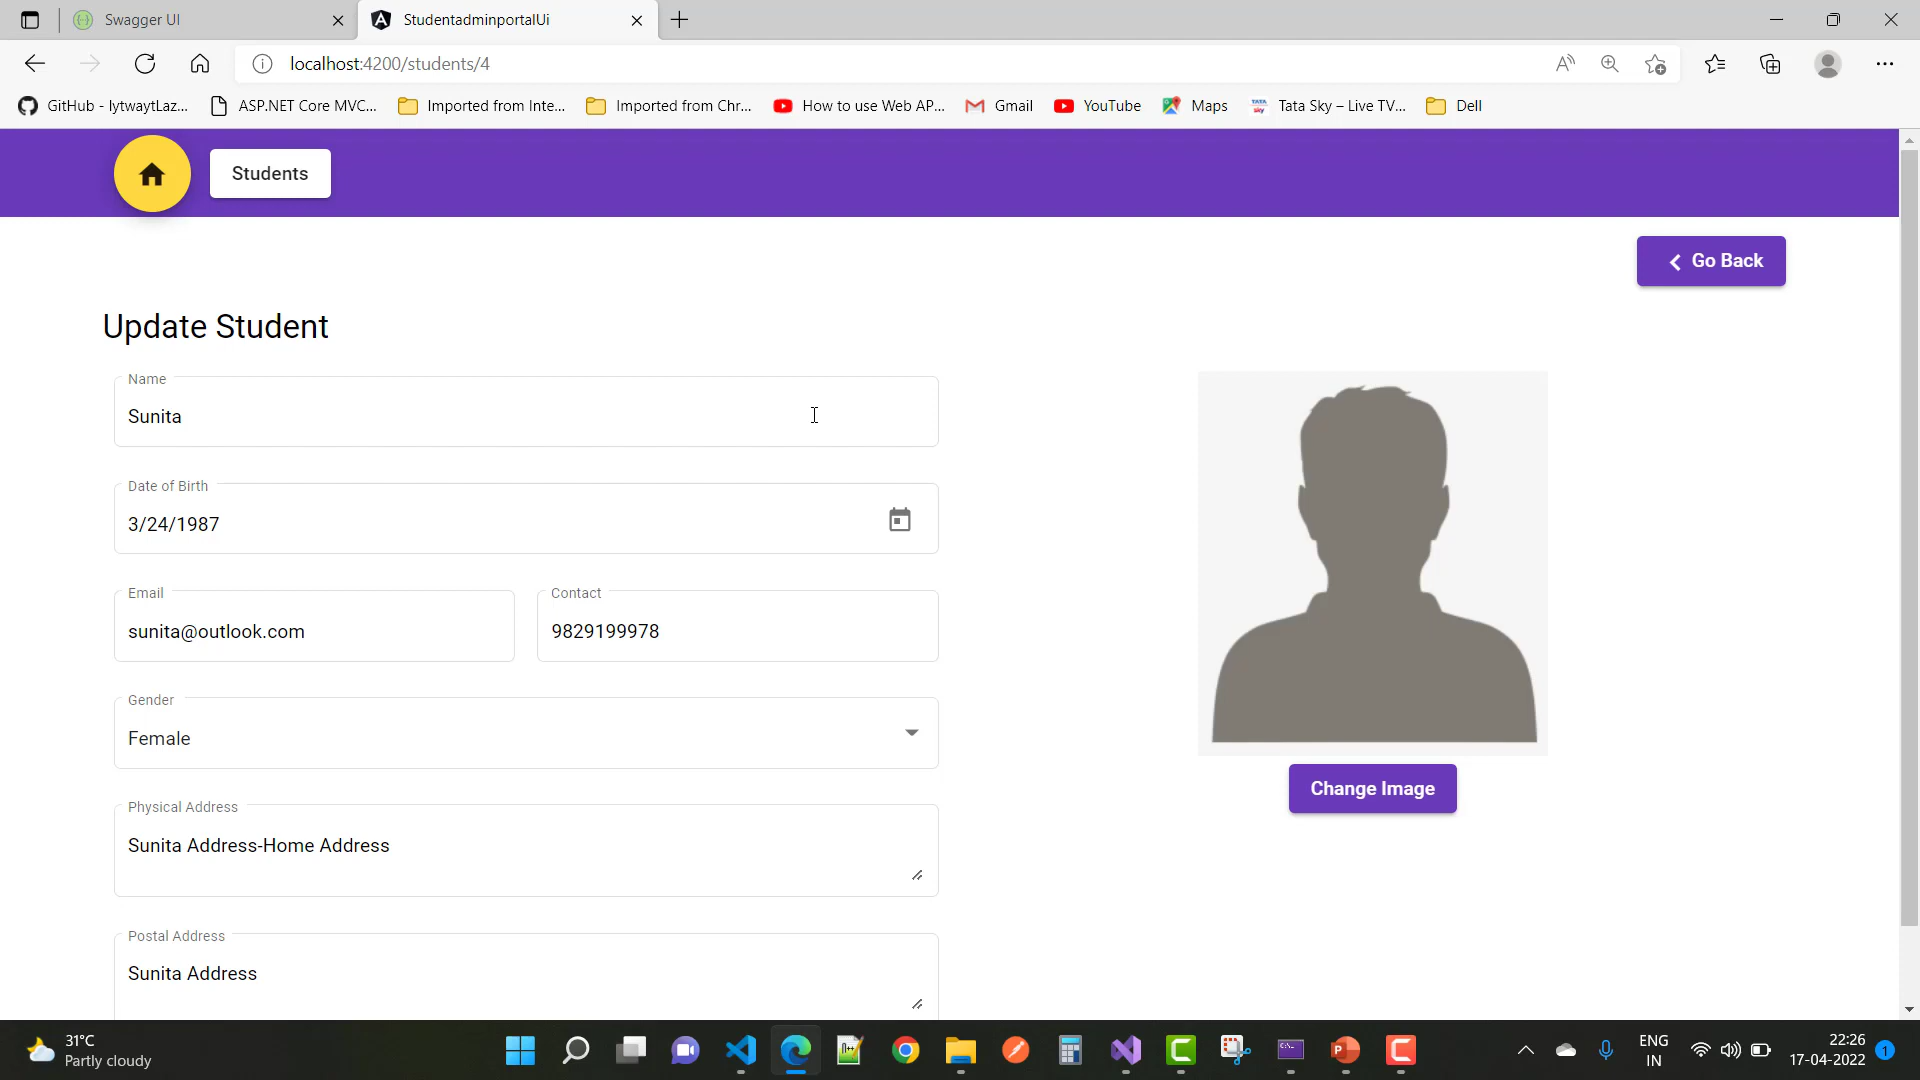 Swagger UI
StudentadminportalUi
localhost:4200/students/4
GitHub - lytwaytLaz...
ASP.NET Core MVC...
Imported from Inte...
Imported from Chr...
How to use Web AP...
Gmail
YouTube
Maps
TATA sky
Tata Sky – Live TV...
Dell
Students
Go Back
Update Student
Name
Sunita
Date of Birth
3/24/1987
Email
sunita@outlook.com
Contact
9829199978
Gender
Female
Physical Address
Sunita Address-Home Address
Change Image
Postal Address
Sunita Address
31°C
Partly cloudy
ENG
IN
22:26
17-04-2022
1